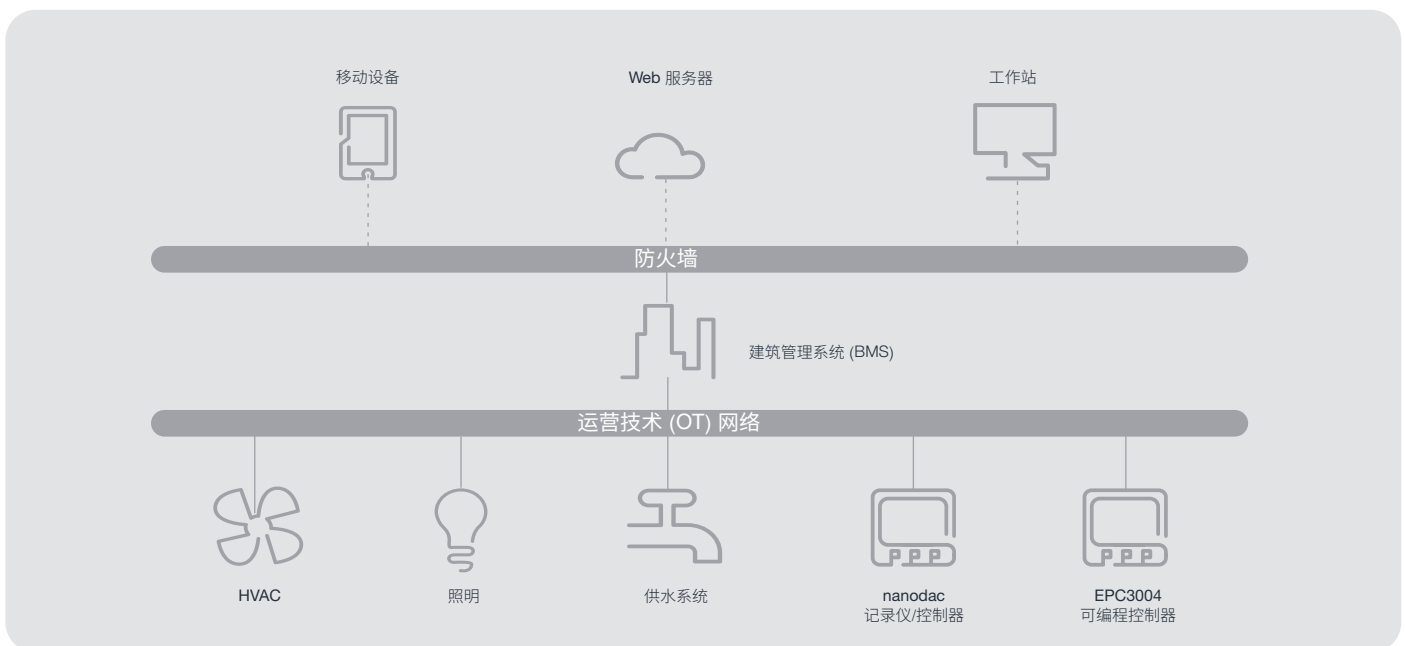 移动设备
Web 服务器
工作站
防火墙
建筑管理系统 (BMS)
运营技术 (OT) 网络
HVAC
照明
供水系统
nanodac
记录仪/控制器
EPC3004
可编程控制器